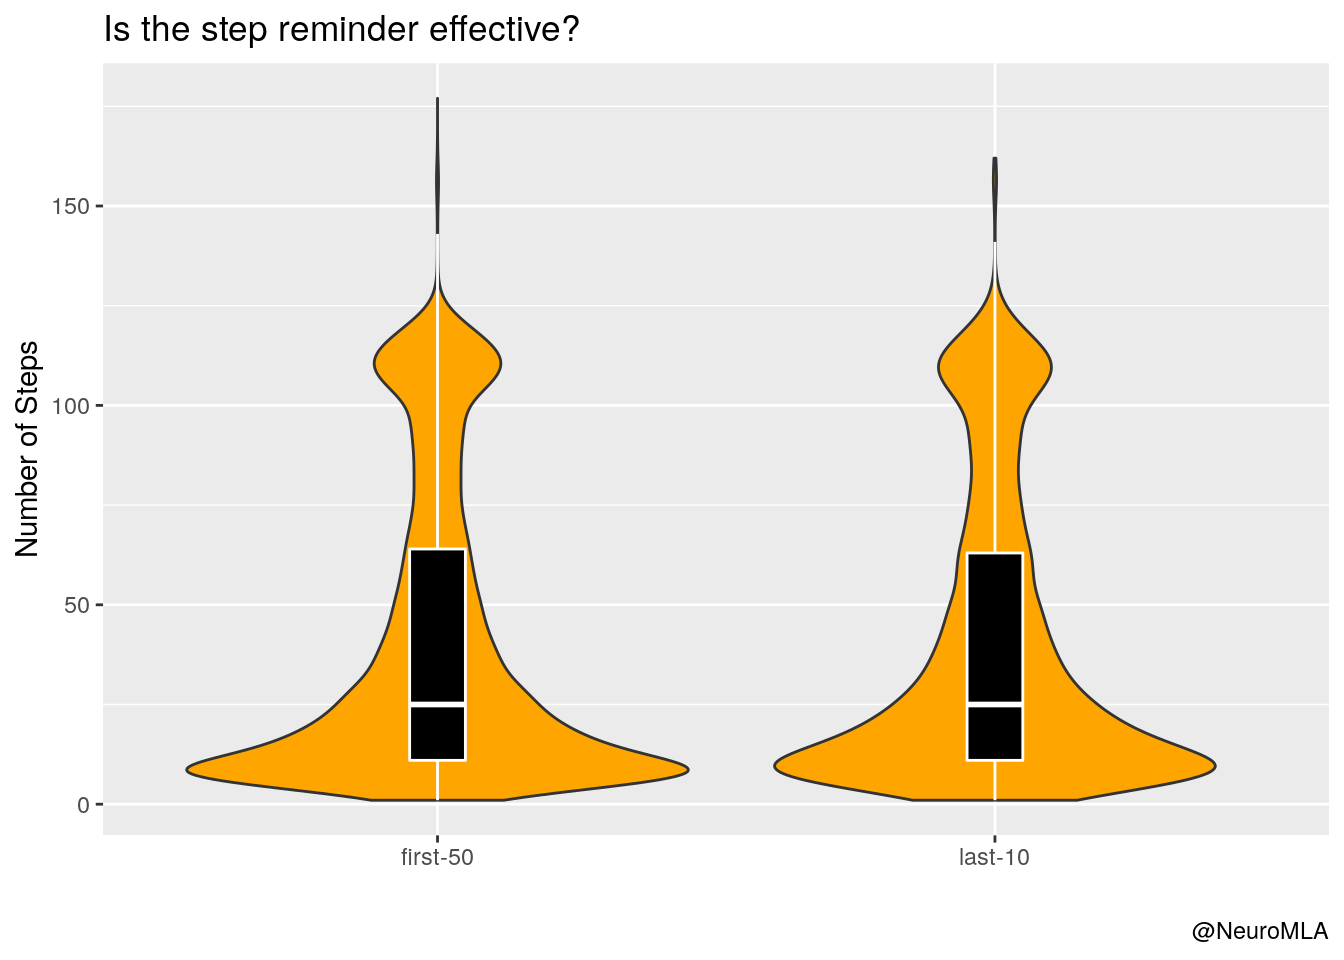 Is the step reminder effective?
Number of Steps
150
100
50
0
first-50
last-10
@NeuroMLA